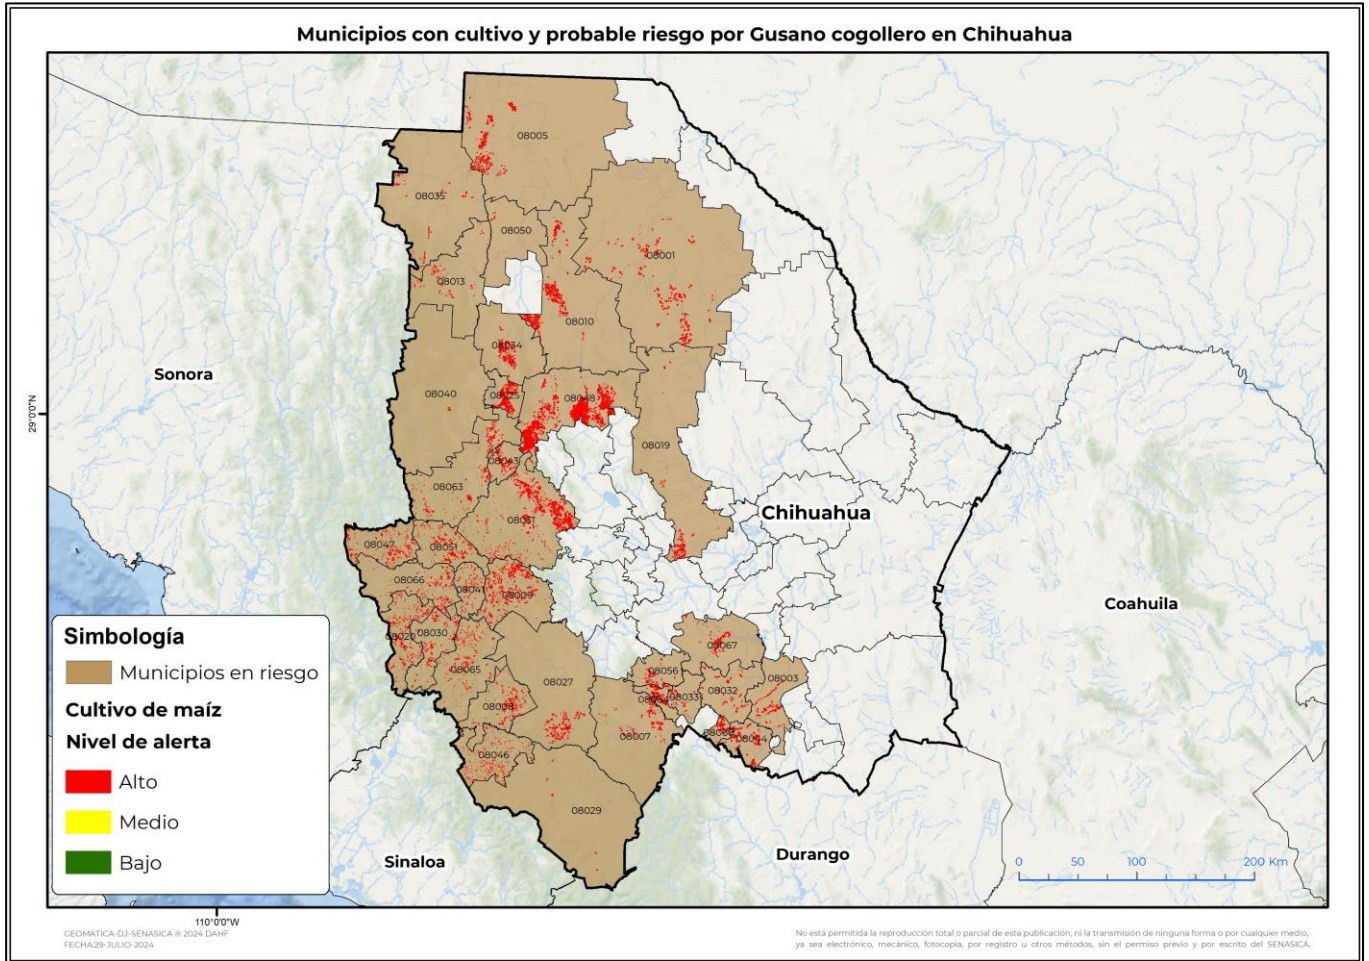 Municipios con cultivo y probable riesgo por Gusano cogollero en Chihuahua
08005
08035
08050
08001
08013
08010
08034
Sonora
08040
08025
08048
29°0'0"N
08019
08043
08063
Chihuahua
08031
08047
08051
08066
08041
08009
Coahuila
08020
08030
08067
08065
08056
08027
08003
08032
08033
08008
08007
08046
08029
Simbología
Municipios en riesgo
Cultivo de maíz
Nivel de alerta
Alto
Medio
Bajo
Sinaloa
Durango
0 50 100 200 Km
110°0'0"W
GEOMATICA-DJ-SENASICA ® 2024 DAHF
FECHA:29-JULIO-2024
No está permitida la reproducción total o parcial de esta publicación, ni la transmisión de ninguna forma o por cualquier medio,
ya sea electrónico, mecánico, fotocopia, por registro u otros métodos, sin el permiso previo y por escrito del SENASICA.